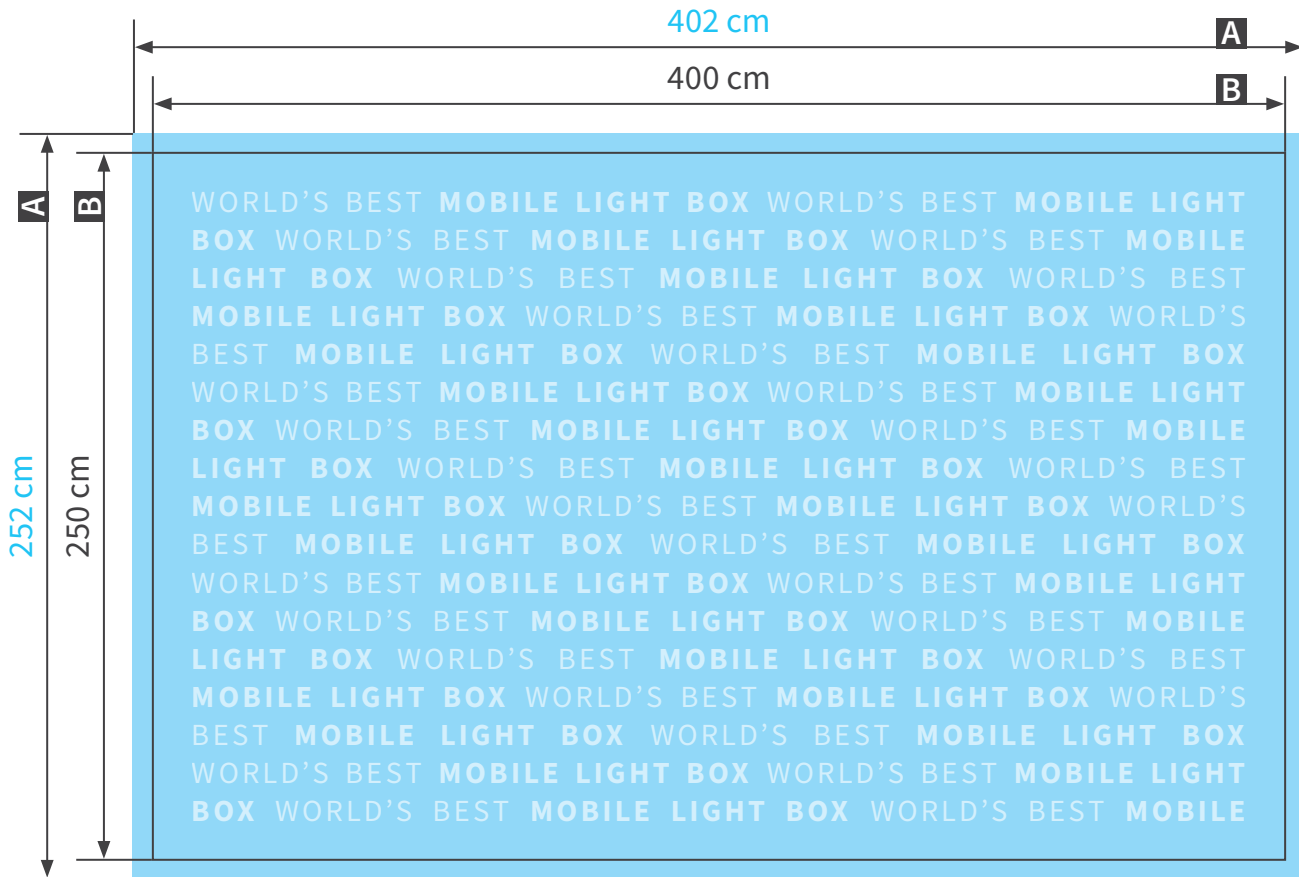 402 cm
A
400 cm
B
A
B
WORLD’S BEST MOBILE LIGHT BOX WORLD’S BEST MOBILE LIGHT
BOX WORLD’S BEST MOBILE LIGHT BOX WORLD’S BEST MOBILE
LIGHT BOX WORLD’S BEST MOBILE LIGHT BOX WORLD’S BEST
MOBILE LIGHT BOX WORLD’S BEST MOBILE LIGHT BOX WORLD’S
BEST MOBILE LIGHT BOX WORLD’S BEST MOBILE LIGHT BOX
WORLD’S BEST MOBILE LIGHT BOX WORLD’S BEST MOBILE LIGHT
BOX WORLD’S BEST MOBILE LIGHT BOX WORLD’S BEST MOBILE
LIGHT BOX WORLD’S BEST MOBILE LIGHT BOX WORLD’S BEST
MOBILE LIGHT BOX WORLD’S BEST MOBILE LIGHT BOX WORLD’S
BEST MOBILE LIGHT BOX WORLD’S BEST MOBILE LIGHT BOX
WORLD’S BEST MOBILE LIGHT BOX WORLD’S BEST MOBILE LIGHT
BOX WORLD’S BEST MOBILE LIGHT BOX WORLD’S BEST MOBILE
LIGHT BOX WORLD’S BEST MOBILE LIGHT BOX WORLD’S BEST
MOBILE LIGHT BOX WORLD’S BEST MOBILE LIGHT BOX WORLD’S
BEST MOBILE LIGHT BOX WORLD’S BEST MOBILE LIGHT BOX
WORLD’S BEST MOBILE LIGHT BOX WORLD’S BEST MOBILE LIGHT
BOX WORLD’S BEST MOBILE LIGHT BOX WORLD’S BEST MOBILE
252 cm
250 cm